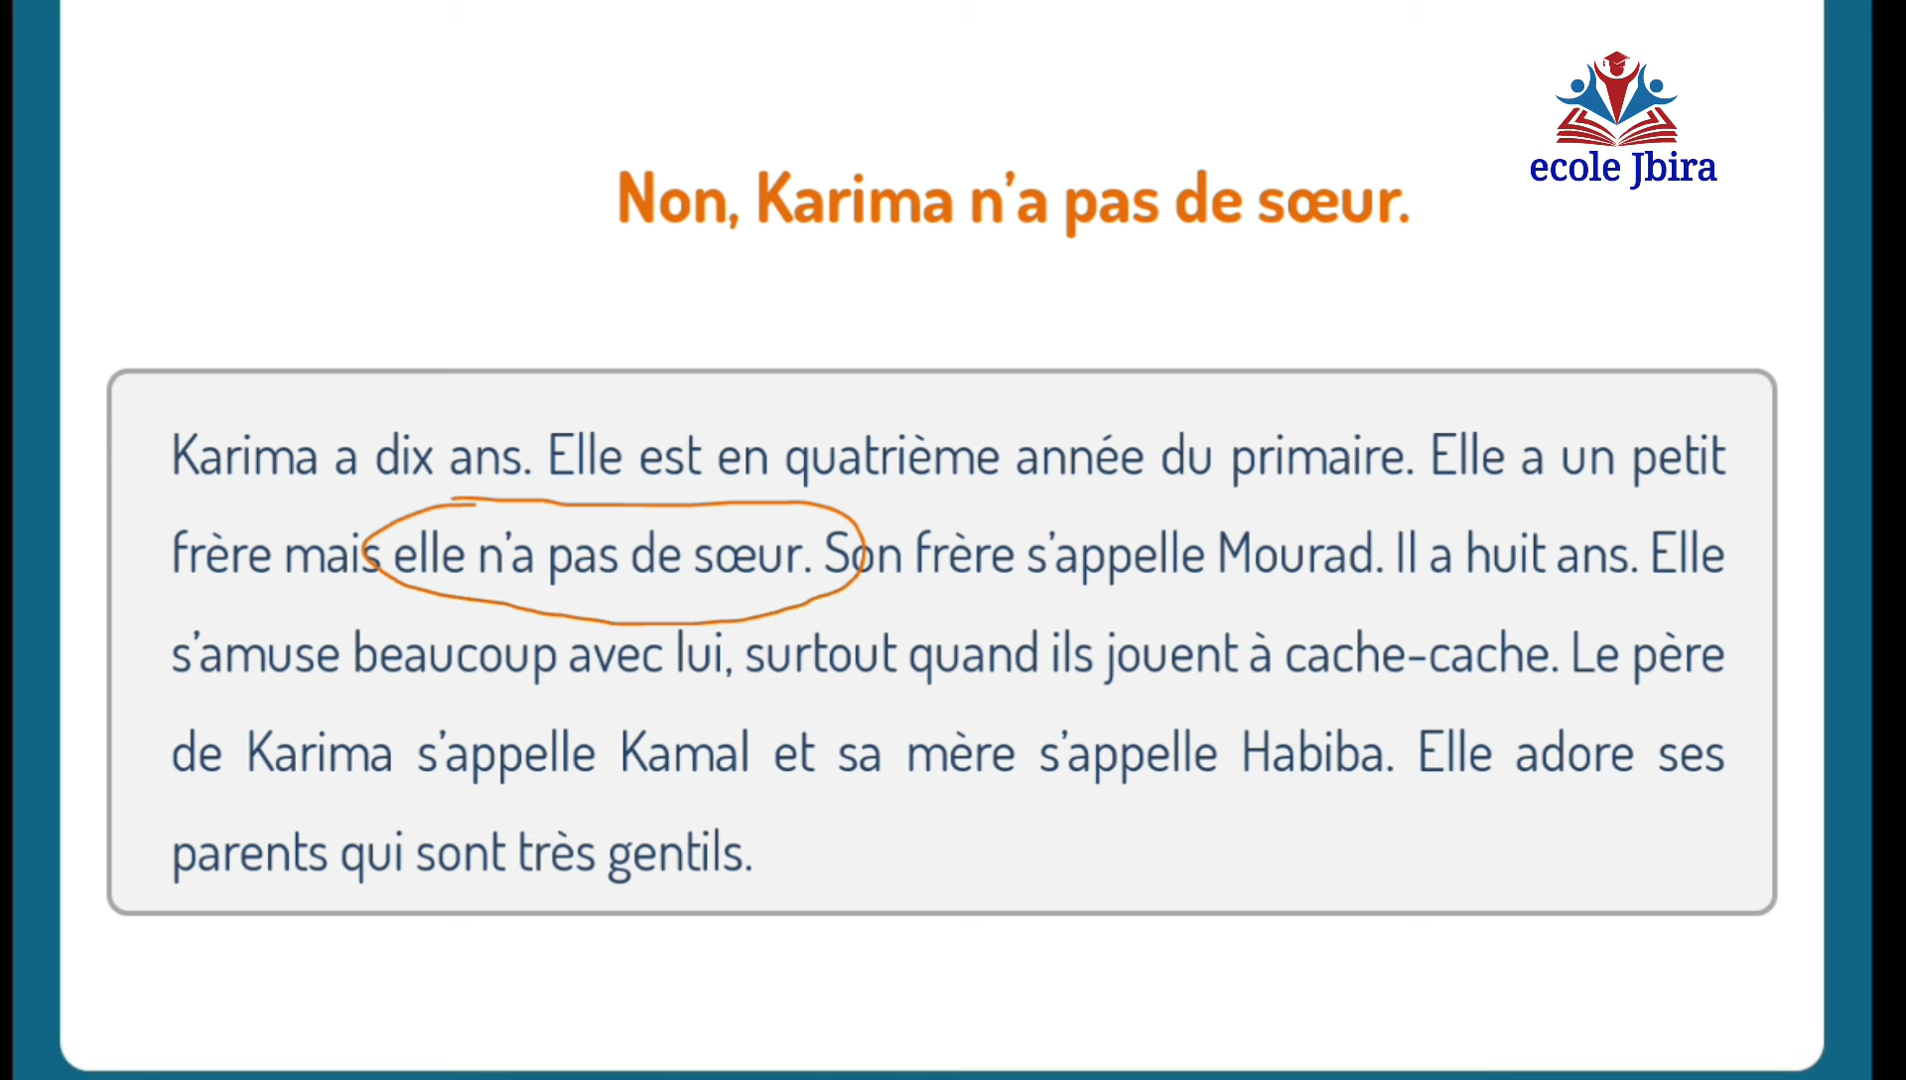 ecole Jbira
Non, Karima n’a pas de sœur.
Karima a dix ans. Elle est en quatrième année du primaire. Elle a un petit
frère mais elle n’a pas de sœur. Son frère s’appelle Mourad. Il a huit ans. Elle
s’amuse beaucoup avec lui, surtout quand ils jouent à cache-cache. Le père
de Karima s’appelle Kamal et sa mère s’appelle Habiba. Elle adore ses
parents qui sont très gentils.